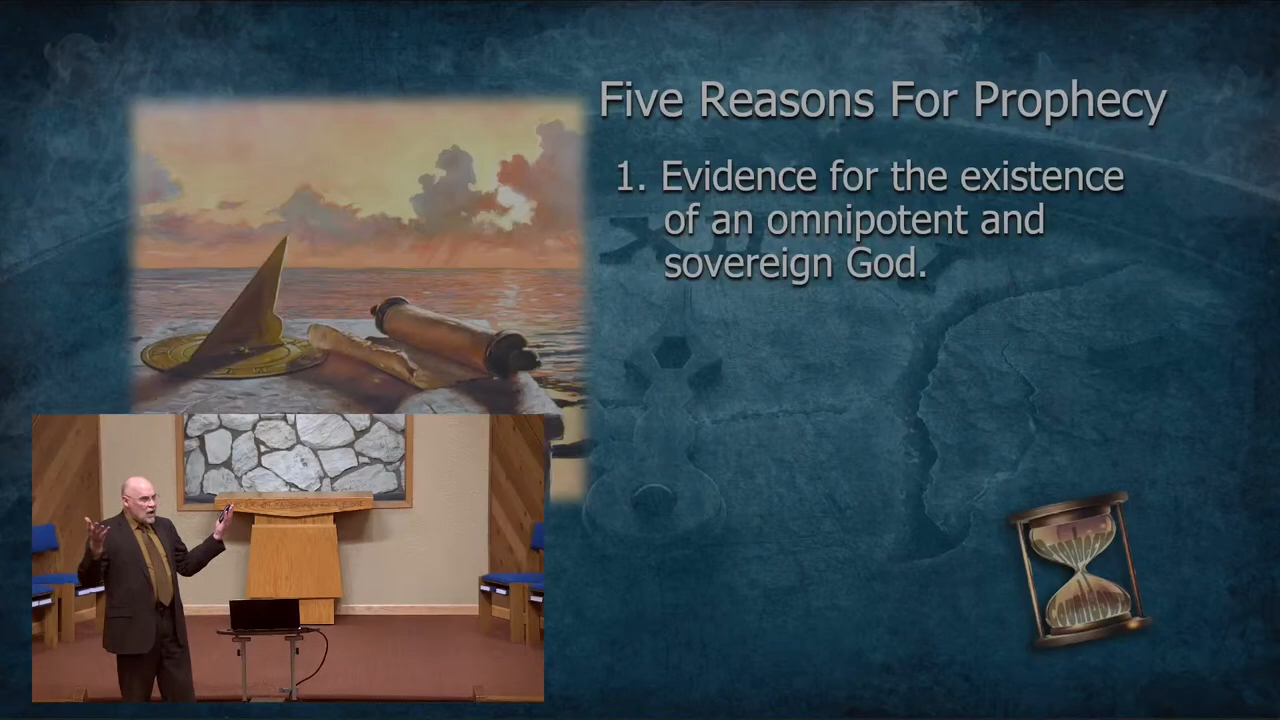 Five Reasons For Prophecy
1. Evidence for the existence
of an omnipotent and
sovereign God.